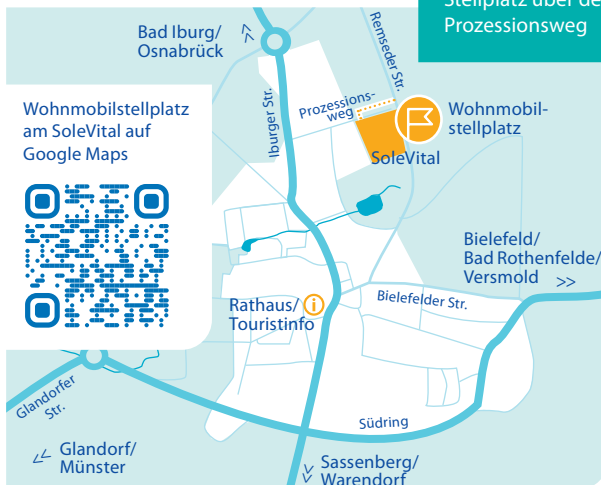 Stellplatz über de
Prozessionsweg
Bad Iburg/
Osnabrück
Remseder Str.
Iburger Str.
Prozessions-
weg
Wohnmobil-
stellplatz
SoleVital
Wohnmobilstellplatz
am SoleVital auf
Google Maps
Bielefeld/
Bad Rothenfelde/
Versmold >>
Bielefelder Str.
Rathaus/
Touristinfo
i
Glandorfer
Str.
Südring
Glandorf/
Münster
Sassenberg/
Warendorf